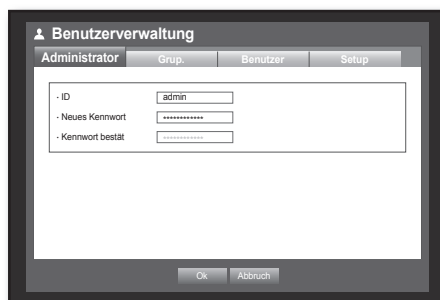 Benutzerverwaltung
Administrator Grup. Benutzer Setup
· ID admin
· Neues Kennwort ••••••••••••
· Kennwort bestät ••••••••••••
Ok Abbruch